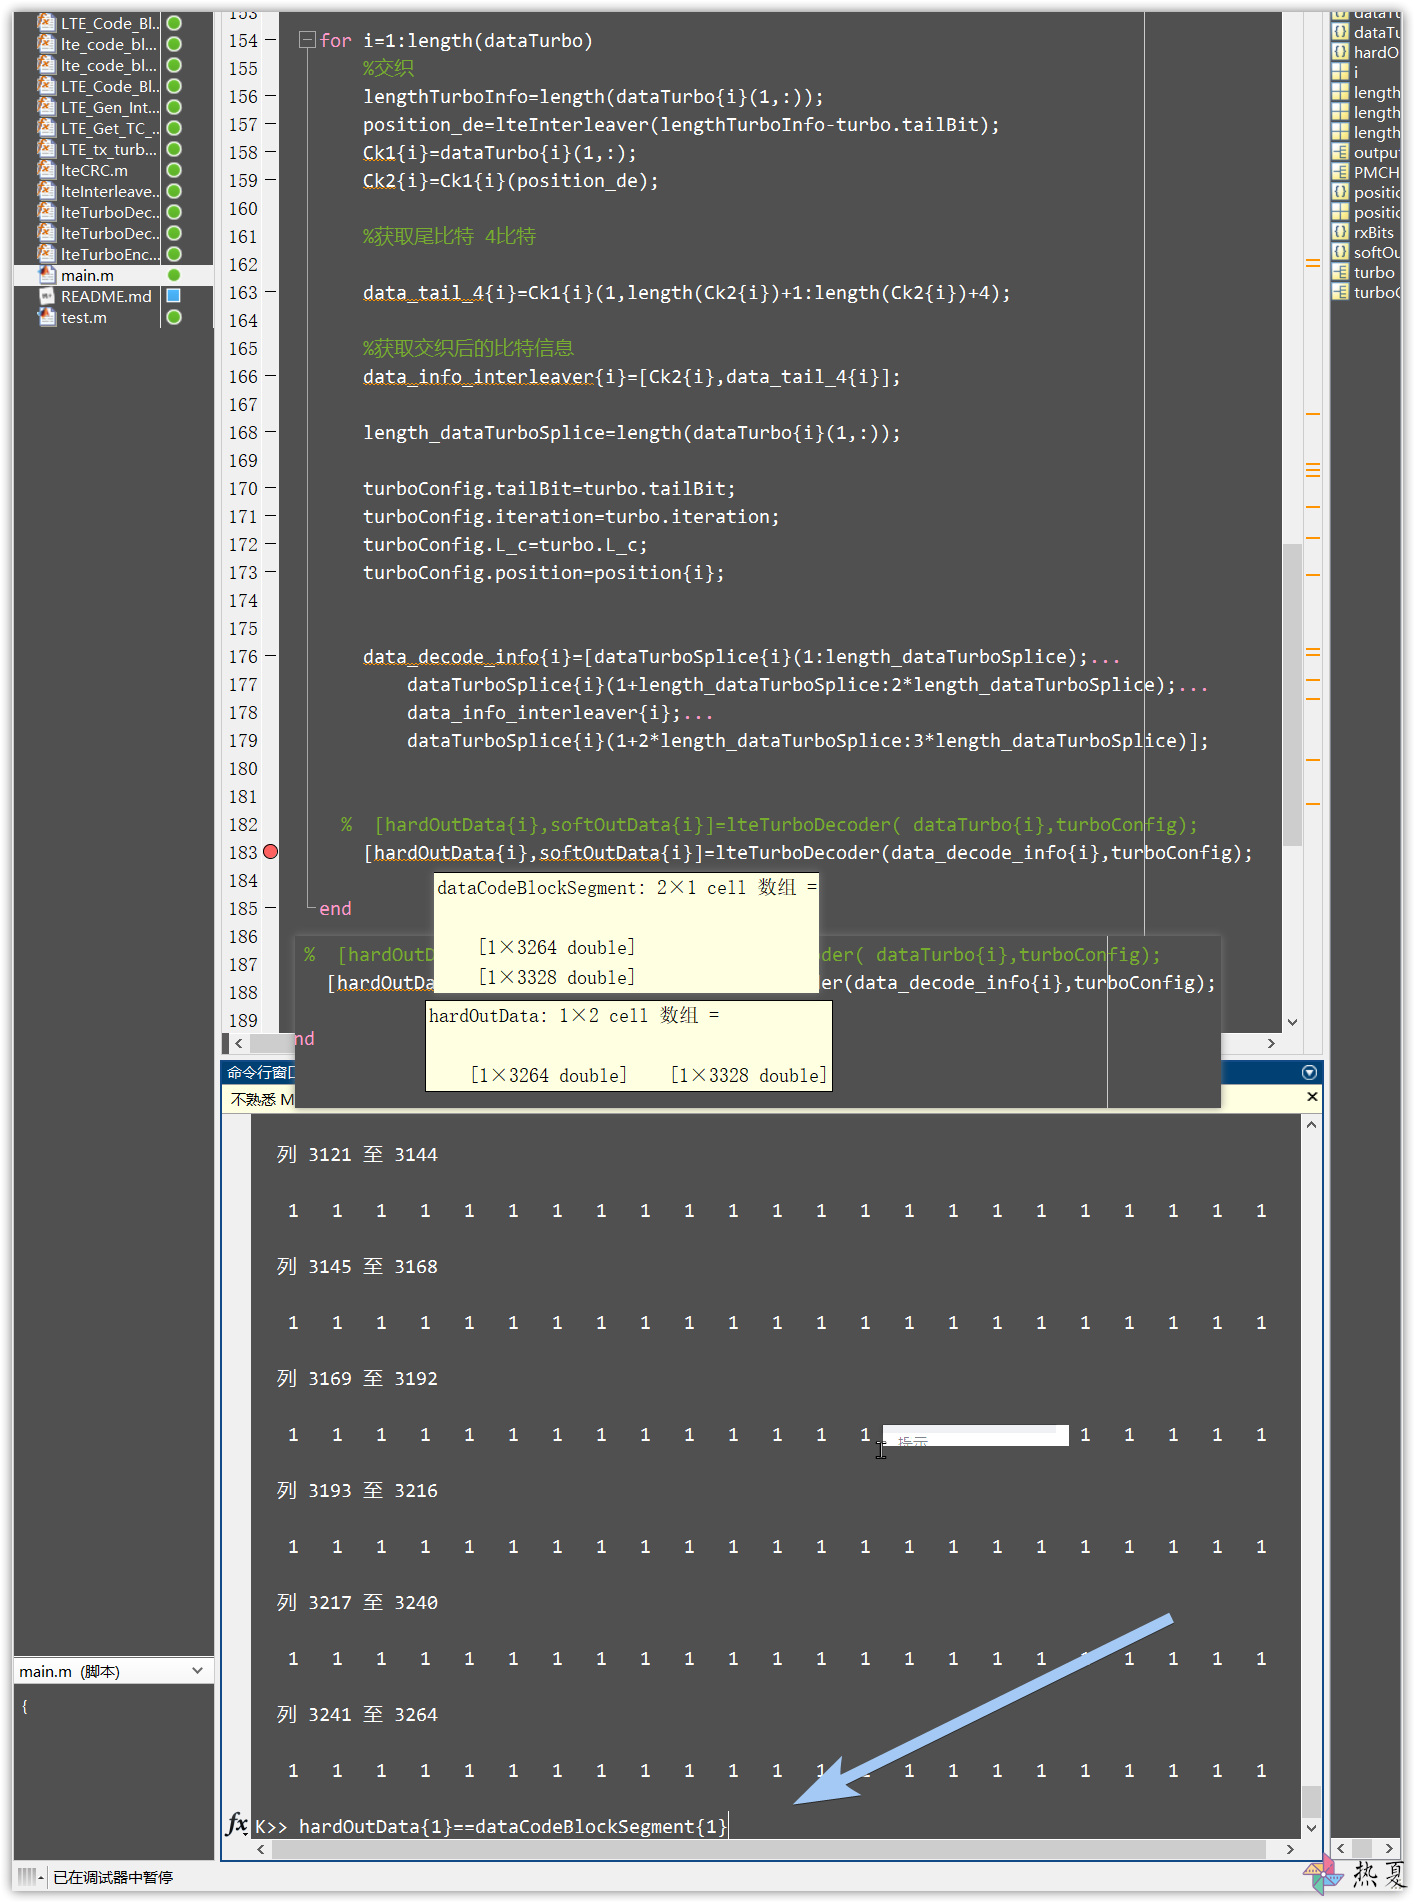 LTE_Code_Bl...
lte_code_bl...
lte_code_bl...
LTE_Code_Bl...
LTE_Gen_Int...
LTE_Get_TC_...
LTE_tx_turb...
lteCRC.m
lteInterleave...
lteTurboDec...
lteTurboDec...
lteTurboEnc...
main.m
README.md
test.m
main.m (脚本)
{
153
154 for i=1:length(dataTurbo)
155 %交织
156 lengthTurboInfo=length(dataTurbo{i}(1,:));
157 position_de=lteInterleaver(lengthTurboInfo-turbo.tailBit);
158 Ck1{i}=dataTurbo{i}(1,:);
159 Ck2{i}=Ck1{i}(position_de);
160
161 %获取尾比特 4比特
162
163 data_tail_4{i}=Ck1{i}(1,length(Ck2{i})+1:length(Ck2{i})+4);
164
165 %获取交织后的比特信息
166 data_info_interleaver{i}=[Ck2{i},data_tail_4{i}];
167
168 length_dataTurboSplice=length(dataTurbo{i}(1,:));
169
170 turboConfig.tailBit=turbo.tailBit;
171 turboConfig.iteration=turbo.iteration;
172 turboConfig.L_c=turbo.L_c;
173 turboConfig.position=position{i};
174
175
176 data_decode_info{i}=[dataTurboSplice{i}(1:length_dataTurboSplice);...
177 dataTurboSplice{i}(1+length_dataTurboSplice:2*length_dataTurboSplice);...
178 data_info_interleaver{i};...
179 dataTurboSplice{i}(1+2*length_dataTurboSplice:3*length_dataTurboSplice)];
180
181
182 % [hardOutData{i},softOutData{i}]=lteTurboDecoder( dataTurbo{i},turboConfig);
183 [hardOutData{i},softOutData{i}]=lteTurboDecoder(data_decode_info{i},turboConfig);
184
185 end
186
187
188
189
dataCodeBlockSegment: 2×1 cell 数组 =
[1×3264 double]
[1×3328 double]
% [hardOutD der( dataTurbo{i},turboConfig);
[hardOutDa er(data_decode_info{i},turboConfig);
nd
hardOutData: 1×2 cell 数组 =
[1×3264 double] [1×3328 double]
命令行窗口
不熟悉 M
列 3121 至 3144
1 1 1 1 1 1 1 1 1 1 1 1 1 1 1 1 1 1 1 1 1 1 1
列 3145 至 3168
1 1 1 1 1 1 1 1 1 1 1 1 1 1 1 1 1 1 1 1 1 1 1
列 3169 至 3192
1 1 1 1 1 1 1 1 1 1 1 1 1 1 1 1 1 1 1
提示
列 3193 至 3216
1 1 1 1 1 1 1 1 1 1 1 1 1 1 1 1 1 1 1 1 1 1 1
列 3217 至 3240
1 1 1 1 1 1 1 1 1 1 1 1 1 1 1 1 1 1 1 1 1 1 1
列 3241 至 3264
1 1 1 1 1 1 1 1 1 1 1 1 1 1 1 1 1 1 1 1 1 1 1
fx K>> hardOutData{1}==dataCodeBlockSegment{1}
dataTu
dataTu
hardO
i
length
length
length
outpu
PMCH
positic
positic
rxBits
softOu
turbo
turboC
已在调试器中暂停
热夏